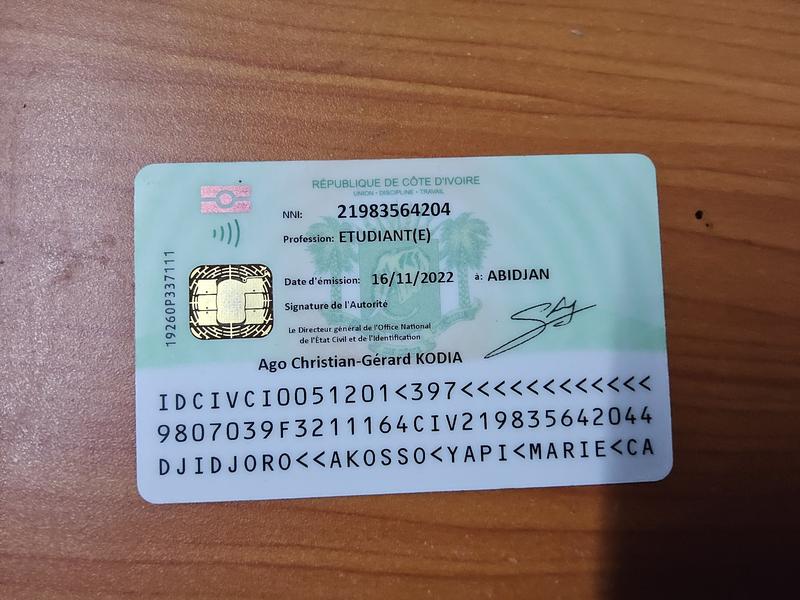 RÉPUBLIQUE DE CÔTE D'IVOIRE
UNION - DISCIPLINE - TRAVAIL
NNI: 21983564204
Profession: ETUDIANT(E)
Date d'émission: 16/11/2022 à: ABIDJAN
Signature de l'Autorité
Le Directeur général de l'Office National
de l'État Civil et de l'Identification
Ago Christian-Gérard KODIA
19260P337111
IDCIVCI0051201<397<<<<<<<<<<<<
9807039F3211164CIV219835642044
DJIDJORO<<AKOSSO<YAPI<MARIE<CA